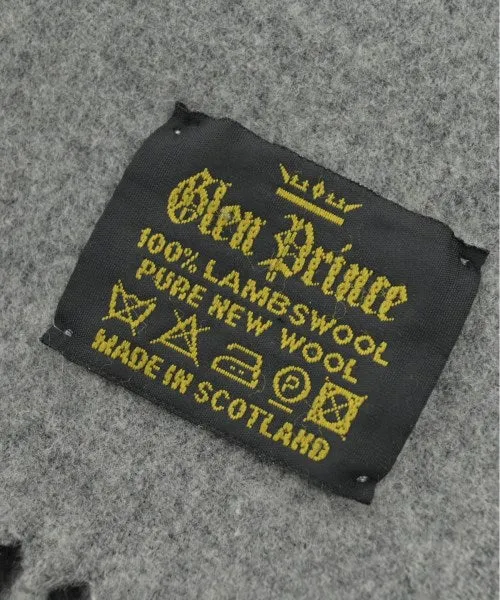 Glen Prince
100% LAMBSWOOL
PURE NEW WOOL
P
MADE IN SCOTLAND